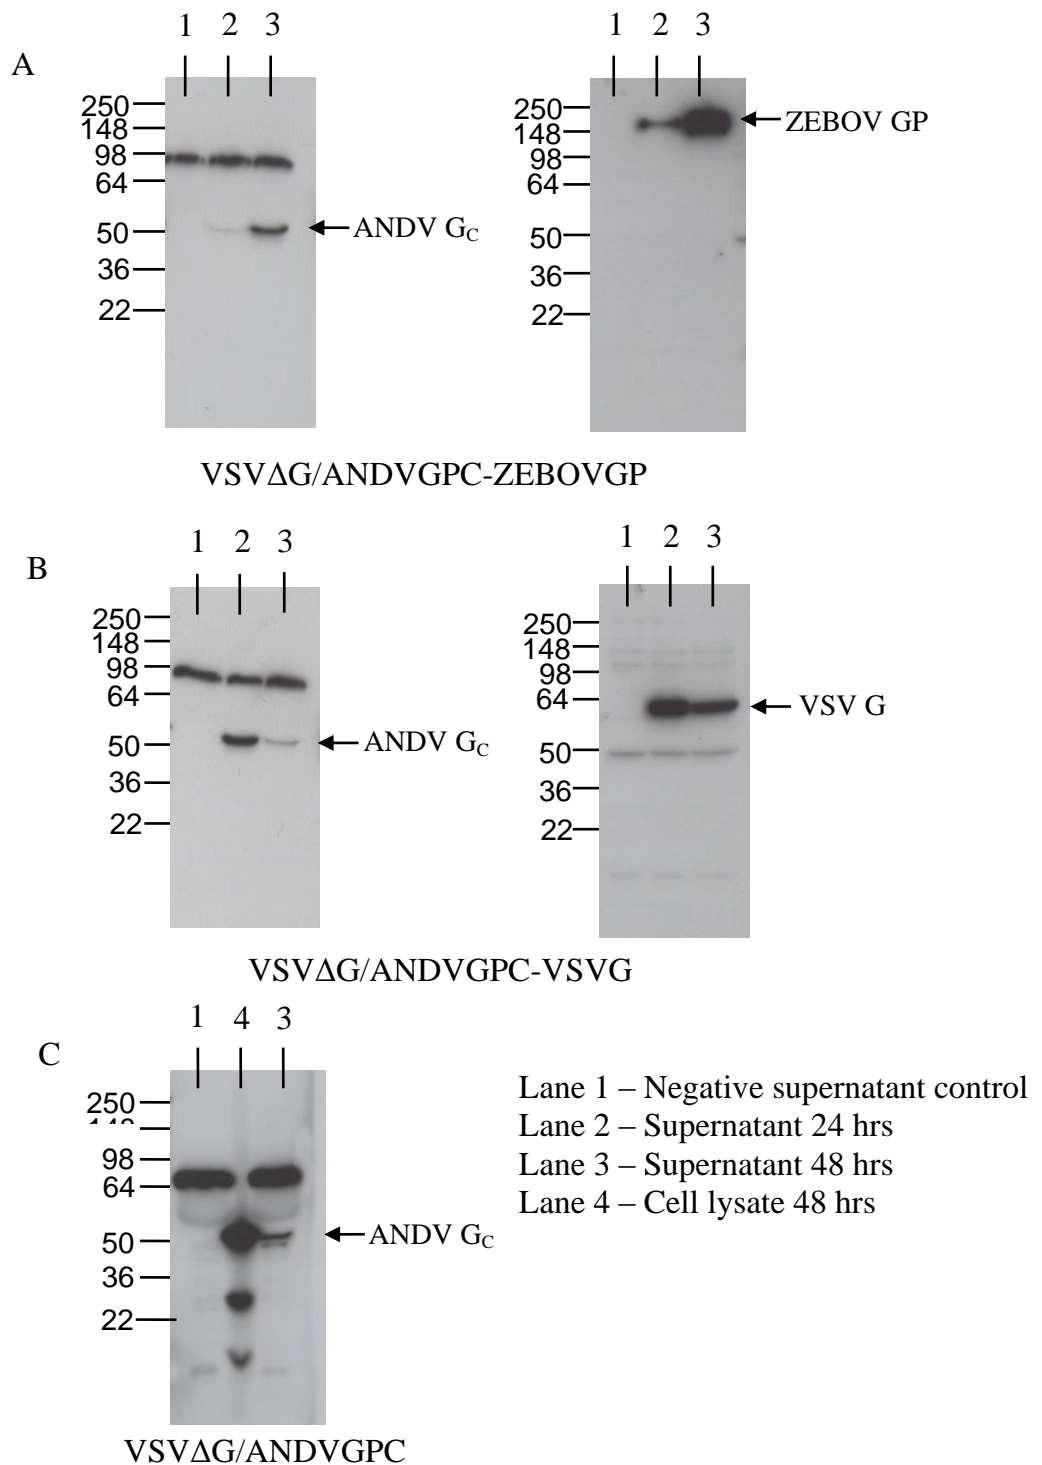 A
1 2 3
250
148
98
64
50
36
22
ANDV GC
1 2 3
250
148
98
64
50
36
22
ZEBOV GP
VSVΔG/ANDVGPC-ZEBOVGP
B
1 2 3
250
148
98
64
50
36
22
ANDV GC
1 2 3
250
148
98
64
50
36
22
VSV G
VSVΔG/ANDVGPC-VSVG
C
1 4 3
250
98
64
50
36
22
ANDV GC
VSVΔG/ANDVGPC
Lane 1 – Negative supernatant control
Lane 2 – Supernatant 24 hrs
Lane 3 – Supernatant 48 hrs
Lane 4 – Cell lysate 48 hrs